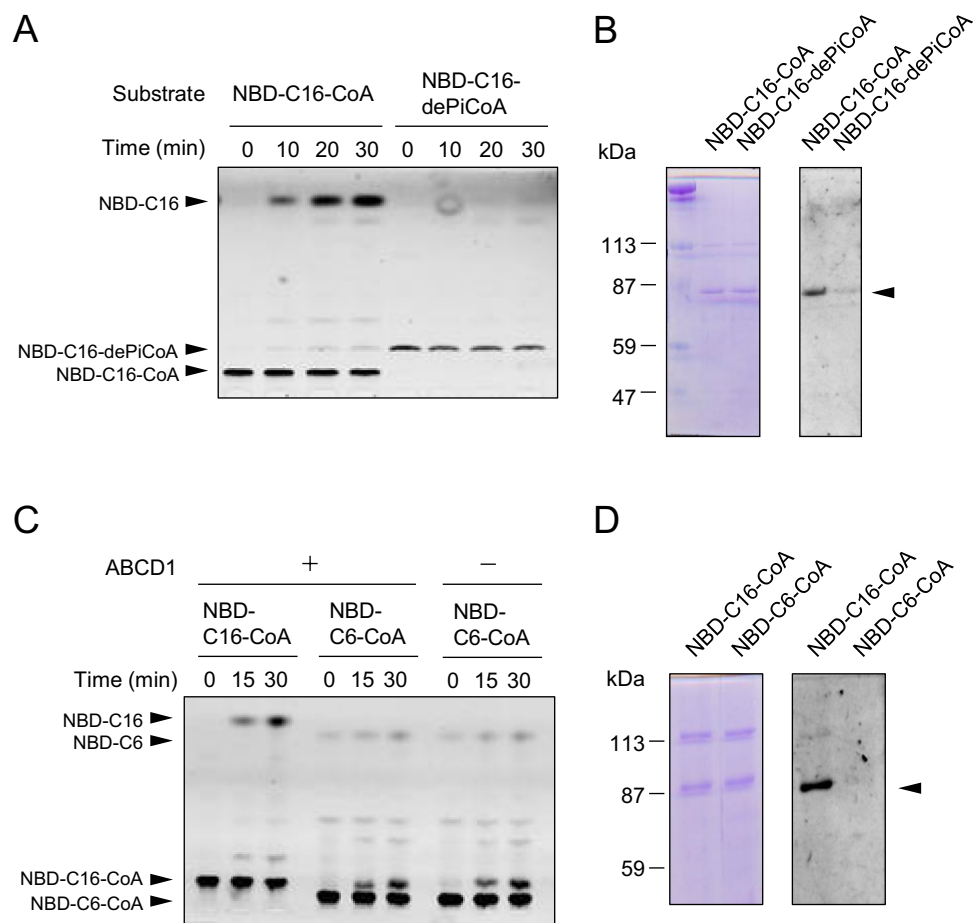 A
Substrate NBD-C16-CoA NBD-C16-
dePiCoA
Time (min) 0 10 20 30 0 10 20 30
NBD-C16
NBD-C16-dePiCoA
NBD-C16-CoA
B
NBD-C16-CoA
NBD-C16-dePiCoA
NBD-C16-CoA
NBD-C16-dePiCoA
kDa
113
87
59
47
C
ABCD1 + −
NBD- NBD- NBD-
C16-CoA C6-CoA C6-CoA
Time (min) 0 15 30 0 15 30 0 15 30
NBD-C16
NBD-C6
NBD-C16-CoA
NBD-C6-CoA
D
NBD-C16-CoA
NBD-C6-CoA
NBD-C16-CoA
NBD-C6-CoA
kDa
113
87
59